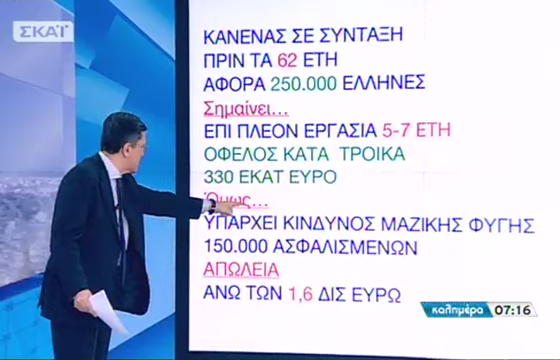 ΣΚΑΪ
ΚΑΝΕΝΑΣ ΣΕ ΣΥΝΤΑΞΗ
ΠΡΙΝ ΤΑ 62 ΕΤΗ
ΑΦΟΡΑ 250.000 ΕΛΛΗΝΕΣ
Σημαίνει...
ΕΠΙ ΠΛΕΟΝ ΕΡΓΑΣΙΑ 5-7 ΕΤΗ
ΟΦΕΛΟΣ ΚΑΤΑ ΤΡΟΙΚΑ
330 ΕΚΑΤ ΕΥΡΟ
Όμως...
ΥΠΑΡΧΕΙ ΚΙΝΔΥΝΟΣ ΜΑΖΙΚΗΣ ΦΥΓΗΣ
150.000 ΑΣΦΑΛΙΣΜΕΝΩΝ
ΑΠΩΛΕΙΑ
ΑΝΩ ΤΩΝ 1,6 ΔΙΣ ΕΥΡΩ
καλημέρα 07:16